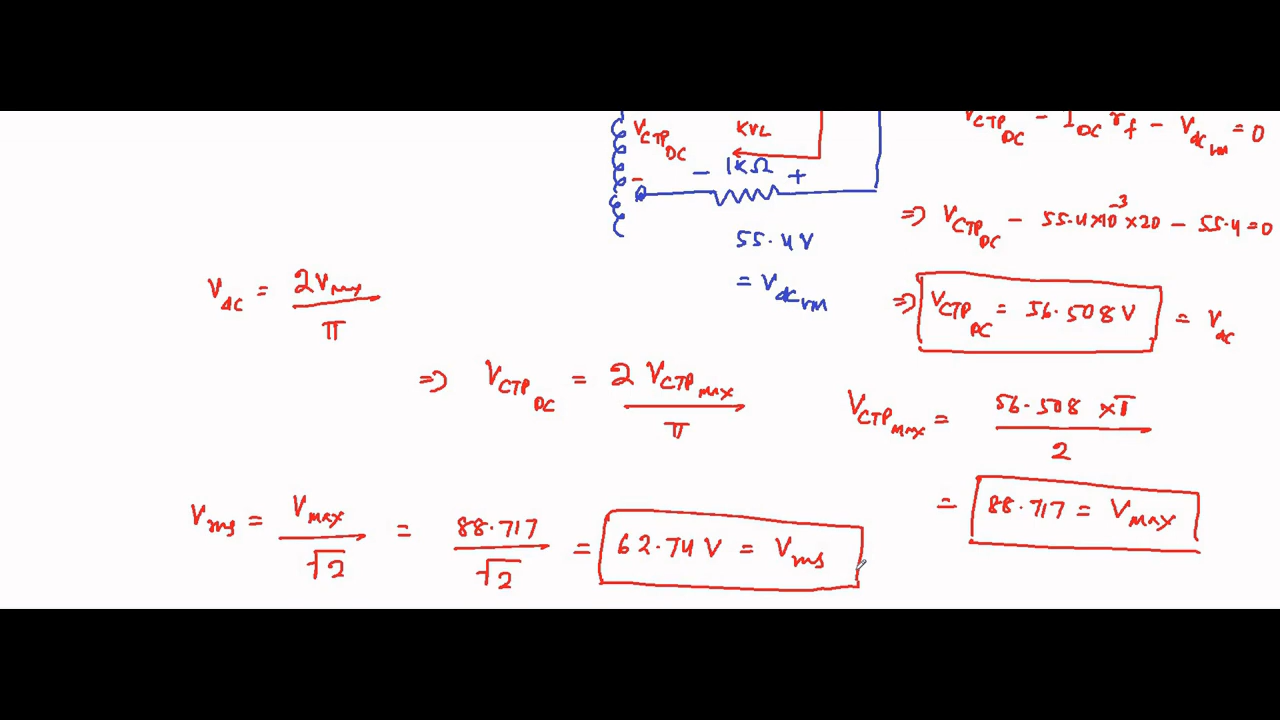 V_CTP_DC - I_DC r_f - V_dc_VM = 0
V_CTP_DC
KVL
-
- 1KΩ +
⇒ V_CTP_DC - 55.4×10^-3 ×20 - 55.4=0
55.4V
= V_dc_VM
V_dc = 2V_max / π
⇒ V_CTP_DC = 56.508 V = V_dc
⇒ V_CTP_DC = 2 V_CTP_max / π
V_CTP_max = 56.508 × π / 2
= 88.717 = V_max
V_rms = V_max / √2 = 88.717 / √2 = 62.74 V = V_rms